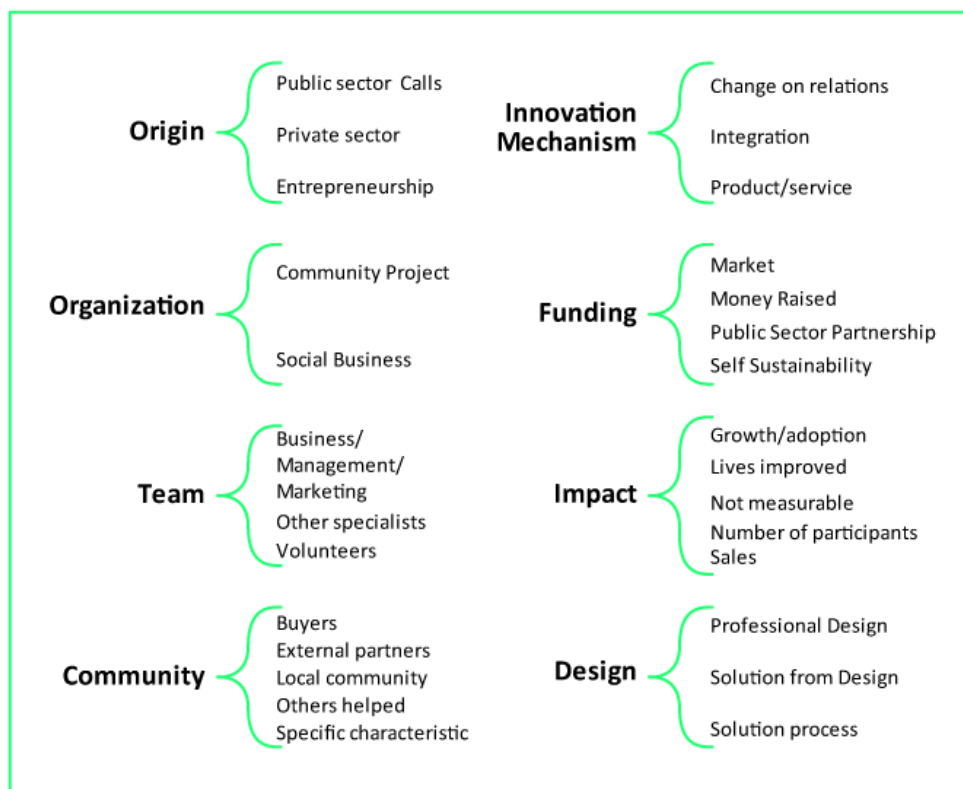 Origin
Public sector Calls
Private sector
Entrepreneurship
Innovation
Mechanism
Change on relations
Integration
Product/service
Organization
Community Project
Social Business
Funding
Market
Money Raised
Public Sector Partnership
Self Sustainability
Team
Business/
Management/
Marketing
Other specialists
Volunteers
Impact
Growth/adoption
Lives improved
Not measurable
Number of participants
Sales
Community
Buyers
External partners
Local community
Others helped
Specific characteristic
Design
Professional Design
Solution from Design
Solution process